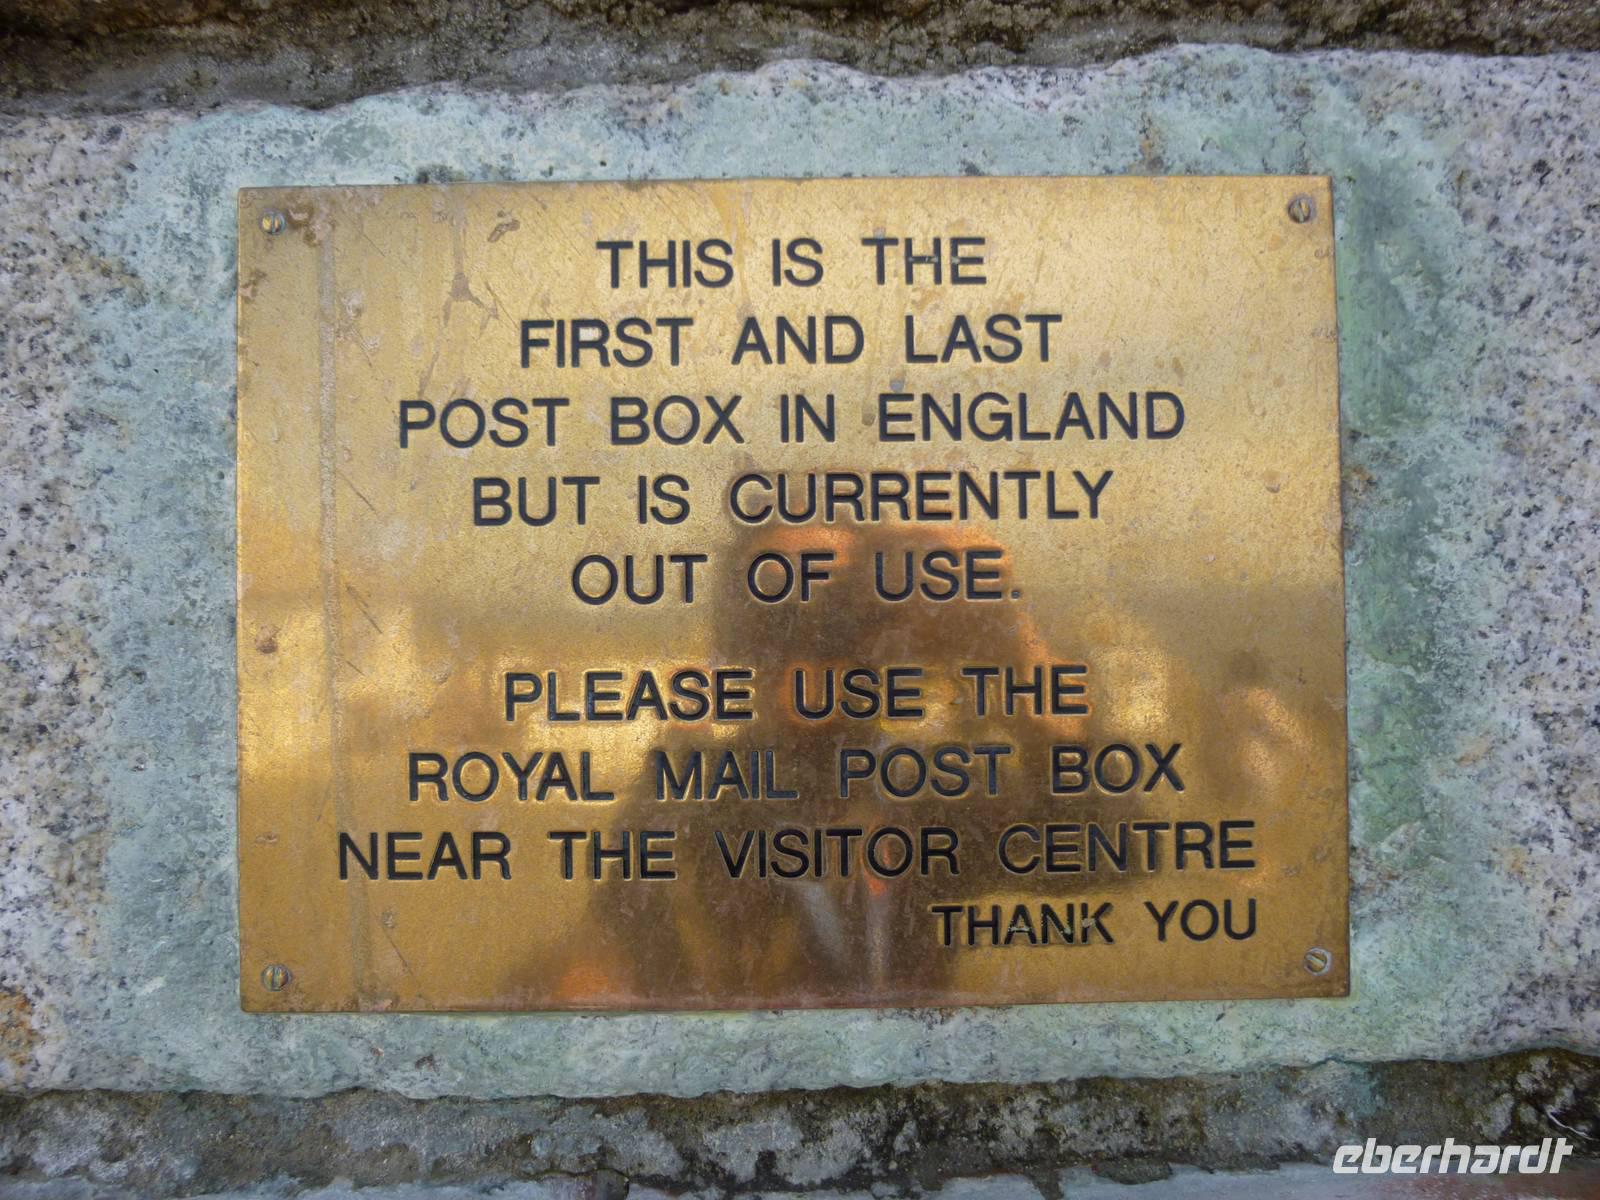 THIS IS THE
FIRST AND LAST
POST BOX IN ENGLAND
BUT IS CURRENTLY
OUT OF USE.
PLEASE USE THE
ROYAL MAIL POST BOX
NEAR THE VISITOR CENTRE
THANK YOU
eberhardt